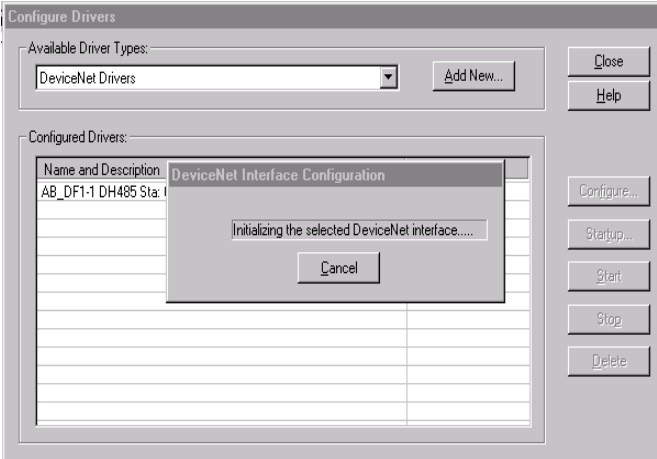 Configure Drivers
Available Driver Types:
DeviceNet Drivers
Add New...
Close
Help
Configured Drivers:
Name and Description
AB_DF1-1 DH485 Sta:
DeviceNet Interface Configuration
Initializing the selected DeviceNet interface.....
Cancel
Configure...
Startup...
Start
Stop
Delete